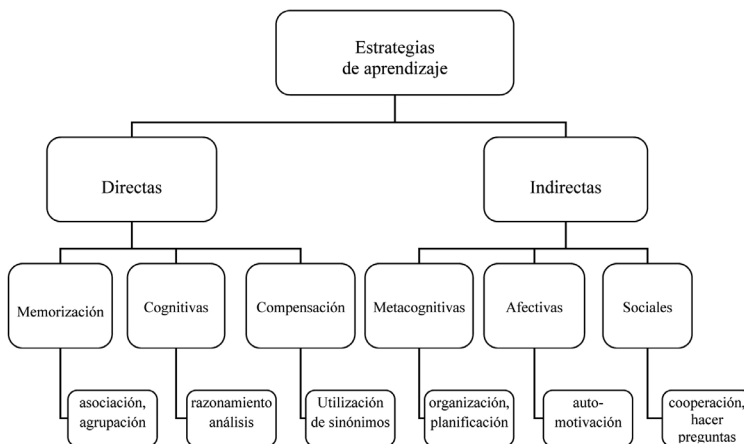 Estrategias
de aprendizaje
Directas
Indirectas
Memorización
Cognitivas
Compensación
Metacognitivas
Afectivas
Sociales
asociación,
agrupación
razonamiento
análisis
Utilización
de sinónimos
organización,
planificación
auto-
motivación
cooperación,
hacer
preguntas